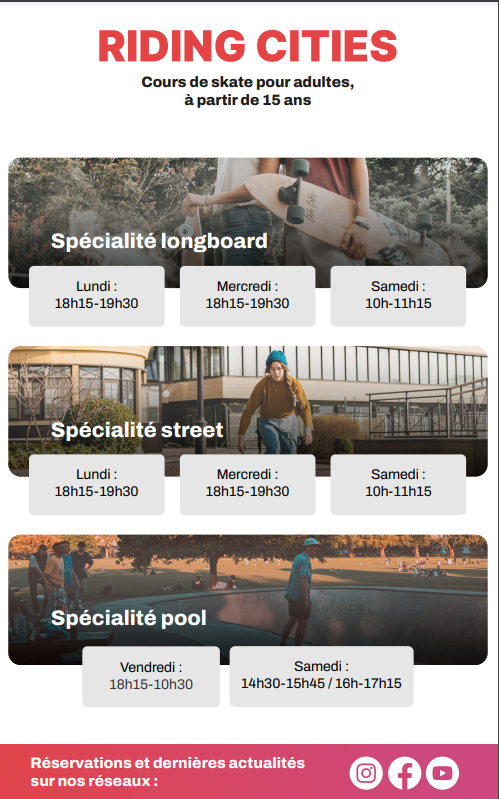 RIDING CITIES
Cours de skate pour adultes,
à partir de 15 ans
Spécialité longboard
Lundi :
18h15-19h30
Mercredi :
18h15-19h30
Samedi :
10h-11h15
Spécialité street
Lundi :
18h15-19h30
Mercredi :
18h15-19h30
Samedi :
10h-11h15
Spécialité pool
Vendredi :
18h15-10h30
Samedi :
14h30-15h45 / 16h-17h15
Réservations et dernières actualités
sur nos réseaux :